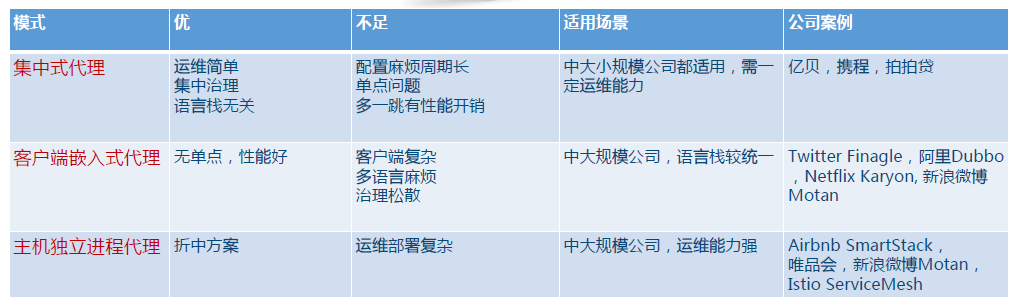 模式
优
不足
适用场景
公司案例
集中式代理
运维简单
集中治理
语言栈无关
配置麻烦周期长
单点问题
多一跳有性能开销
中大小规模公司都适用，需一
定运维能力
亿贝，携程，拍拍贷
客户端嵌入式代理
无单点，性能好
客户端复杂
多语言麻烦
治理松散
中大规模公司，语言栈较统一
Twitter Finagle，阿里Dubbo
，Netflix Karyon, 新浪微博
Motan
主机独立进程代理
折中方案
运维部署复杂
中大规模公司，运维能力强
Airbnb SmartStack，
唯品会，新浪微博Motan，
Istio ServiceMesh